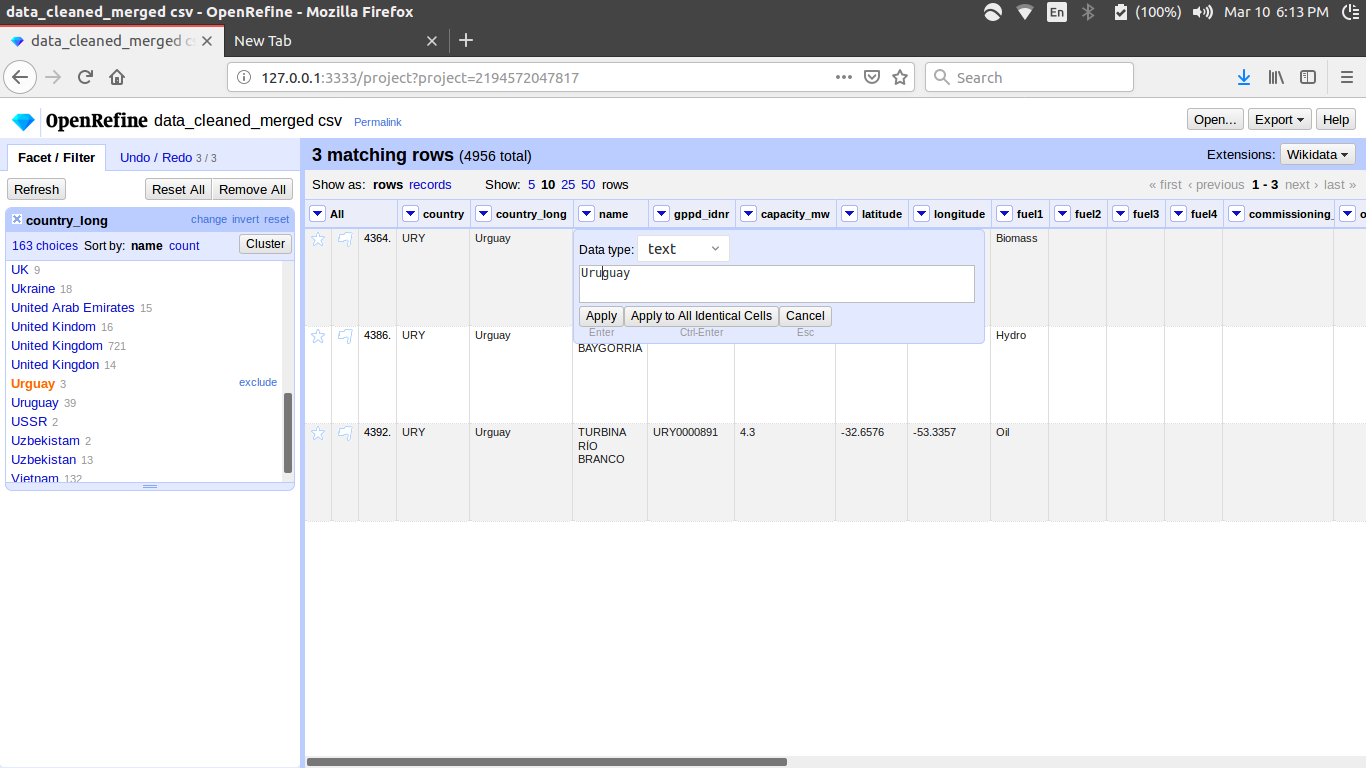 data_cleaned_merged csv - OpenRefine - Mozilla Firefox
En (100%) Mar 10 6:13 PM
data_cleaned_merged cs New Tab
127.0.0.1:3333/project?project=2194572047817 Search
OpenRefine data_cleaned_merged csv Permalink Open... Export Help
Facet / Filter Undo / Redo 3 / 3 3 matching rows (4956 total) Extensions: Wikidata
Refresh Reset All Remove All Show as: rows records Show: 5 10 25 50 rows « first ‹ previous 1 - 3 next › last »
country_long change invert reset All country country_long name gppd_idnr capacity_mw latitude longitude fuel1 fuel2 fuel3 fuel4 commissioning_ o
163 choices Sort by: name count Cluster
4364. URY Urguay Biomass
Data type: text
Uruguay
Apply Apply to All Identical Cells Cancel
Enter Ctrl-Enter Esc
4386. URY Urguay BAYGORRIA Hydro
4392. URY Urguay TURBINA URY0000891 4.3 -32.6576 -53.3357 Oil
RÍO
BRANCO
UK 9
Ukraine 18
United Arab Emirates 15
United Kindom 16
United Kingdom 721
United Kingdon 14
Urguay 3 exclude
Uruguay 39
USSR 2
Uzbekistam 2
Uzbekistan 13
Vietnam 132